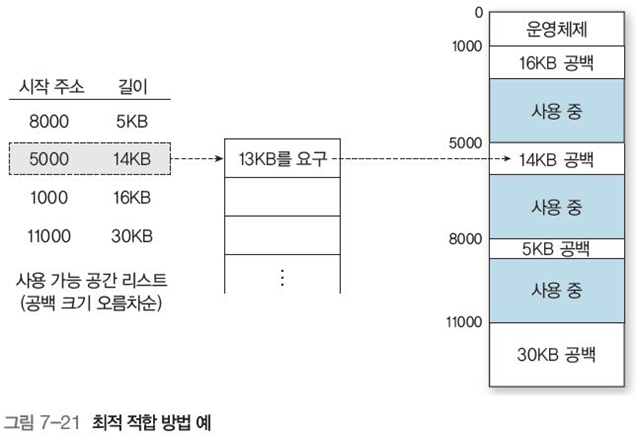 시작 주소 길이
8000 5KB
5000 14KB
1000 16KB
11000 30KB
사용 가능 공간 리스트
(공백 크기 오름차순)
13KB를 요구
⋮
0
운영체제
1000
16KB 공백
사용 중
5000
14KB 공백
사용 중
8000
5KB 공백
사용 중
11000
30KB 공백
그림 7-21 최적 적합 방법 예